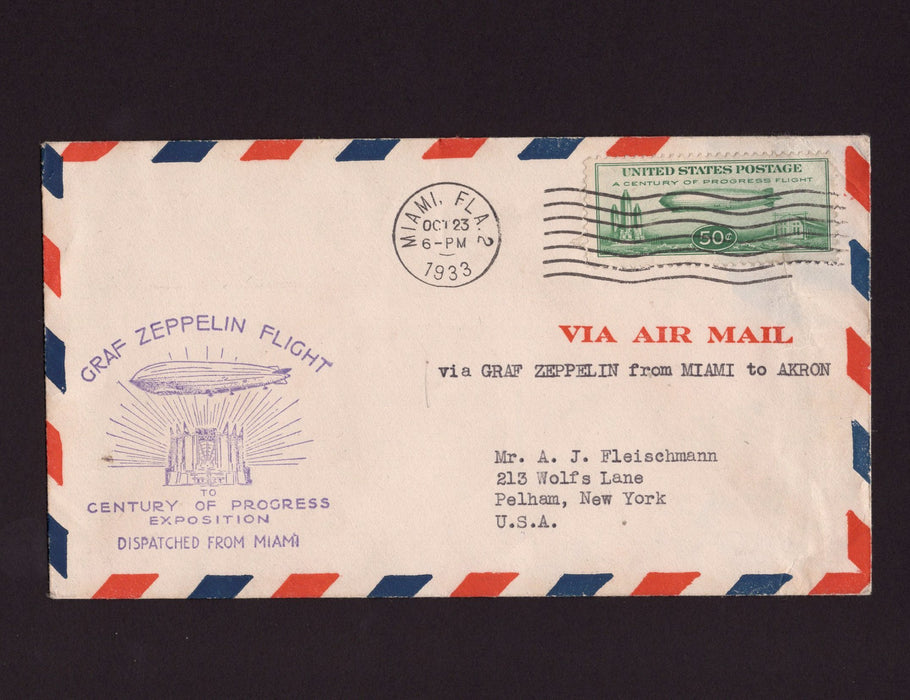 UNITED STATES POSTAGE
A CENTURY OF PROGRESS FLIGHT
50¢
MIAMI, FLA. 2
OCT 23
6-PM
1933
VIA AIR MAIL
via GRAF ZEPPELIN from MIAMI to AKRON
GRAF ZEPPELIN FLIGHT
TO
CENTURY OF PROGRESS
EXPOSITION
DISPATCHED FROM MIAMI
Mr. A. J. Fleischmann
213 Wolfs Lane
Pelham, New York
U.S.A.